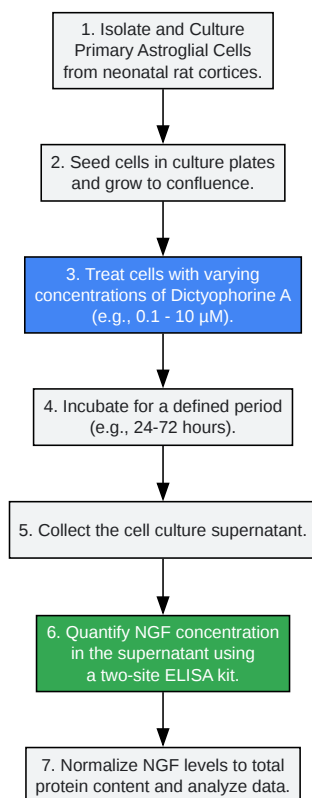 1. Isolate and Culture
Primary Astroglial Cells
from neonatal rat cortices.
2. Seed cells in culture plates
and grow to confluence.
3. Treat cells with varying
concentrations of Dictyophorine A
(e.g., 0.1 - 10 µM).
4. Incubate for a defined period
(e.g., 24-72 hours).
5. Collect the cell culture supernatant.
6. Quantify NGF concentration
in the supernatant using
a two-site ELISA kit.
7. Normalize NGF levels to total
protein content and analyze data.